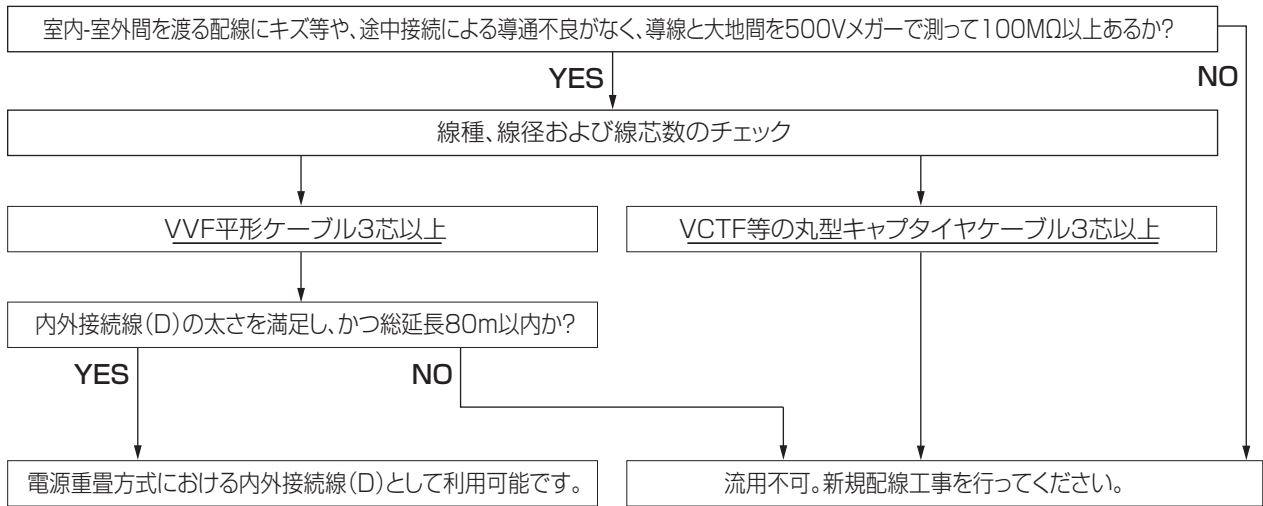 室内-室外間を渡る配線にキズ等や、途中接続による導通不良がなく、導線と大地間を500Vメガーで測って100MΩ以上あるか?
YES
NO
線種、線径および線芯数のチェック
VVF平形ケーブル3芯以上
VCTF等の丸型キャプタイヤケーブル3芯以上
内外接続線(D)の太さを満足し、かつ総延長80m以内か?
YES
NO
電源重畳方式における内外接続線(D)として利用可能です。
流用不可。新規配線工事を行ってください。